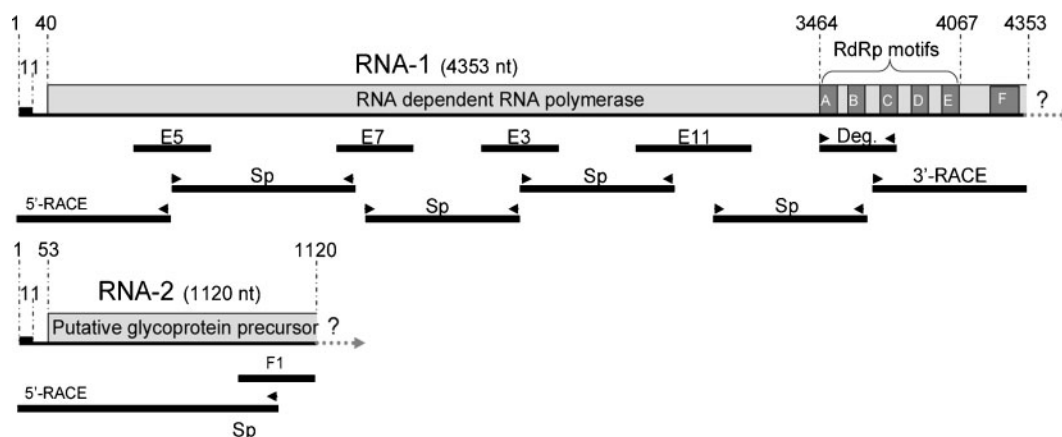 1 40 3464 4067 4353
11 RNA-1 (4353 nt) RdRp motifs
RNA dependent RNA polymerase A B C D E F ?
E5 E7 E3 E11 Deg.
Sp Sp 3'-RACE
5'-RACE Sp Sp
1 53 1120
11 RNA-2 (1120 nt)
Putative glycoprotein precursor ?
F1
5'-RACE
Sp